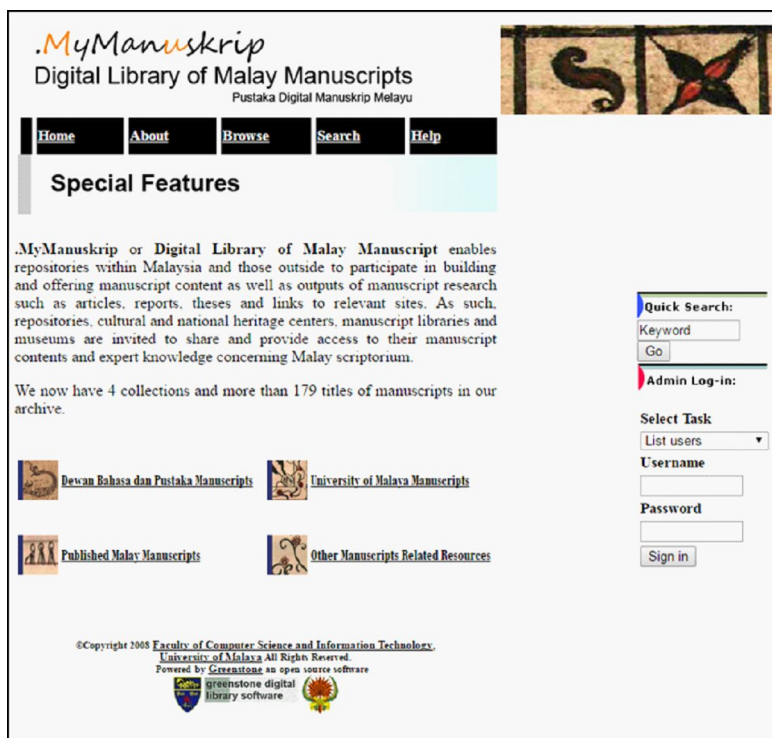 .MyManuskrip
Digital Library of Malay Manuscripts
Pustaka Digital Manuskrip Melayu
Home About Browse Search Help
Special Features
.MyManuskrip or Digital Library of Malay Manuscript enables
repositories within Malaysia and those outside to participate in building
and offering manuscript content as well as outputs of manuscript research
such as articles, reports, theses and links to relevant sites. As such,
repositories, cultural and national heritage centers, manuscript libraries and
museums are invited to share and provide access to their manuscript
contents and expert knowledge concerning Malay scriptorium.
We now have 4 collections and more than 179 titles of manuscripts in our
archive.
Dewan Bahasa dan Pustaka Manuscripts
University of Malaya Manuscripts
Published Malay Manuscripts
Other Manuscripts Related Resources
Quick Search:
Keyword
Go
Admin Log-in:
Select Task
List users
Username
Password
Sign in
©Copyright 2008 Faculty of Computer Science and Information Technology,
University of Malaya All Rights Reserved.
Powered by Greenstone an open source software
greenstone digital
library software